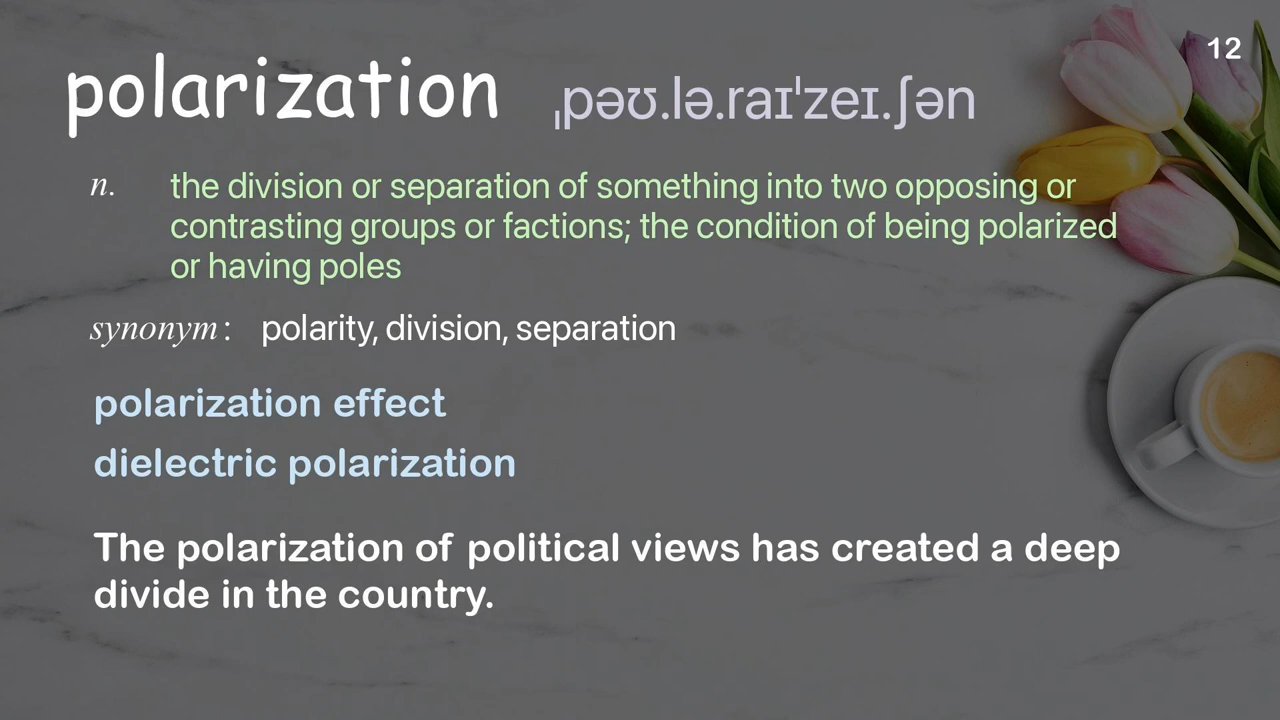 12
polarization ˌpəʊ.lə.raɪˈzeɪ.ʃən
n. the division or separation of something into two opposing or
contrasting groups or factions; the condition of being polarized
or having poles
synonym: polarity, division, separation
polarization effect
dielectric polarization
The polarization of political views has created a deep
divide in the country.